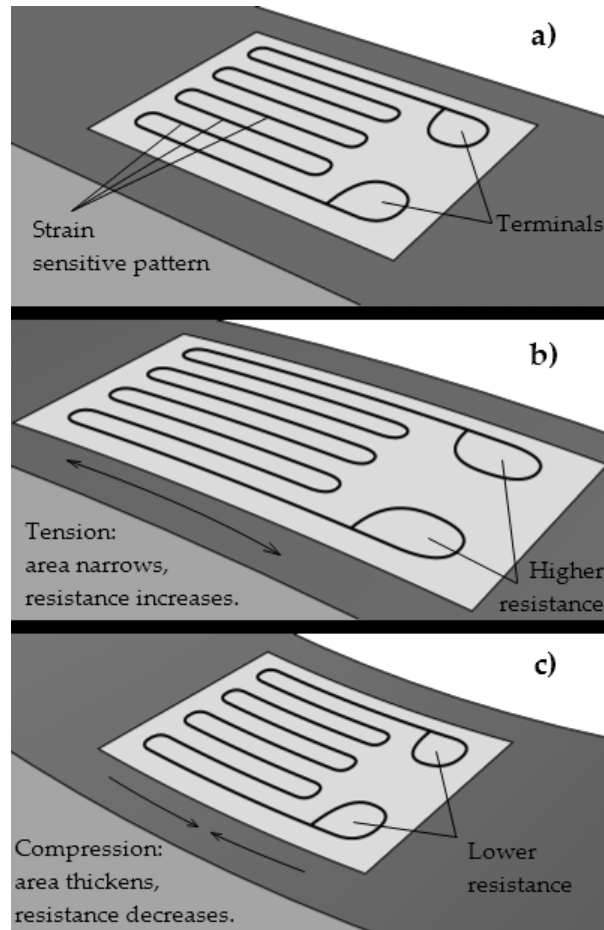 a)
Strain
sensitive pattern
Terminals
b)
Tension:
area narrows,
resistance increases.
Higher
resistance
c)
Compression:
area thickens,
resistance decreases.
Lower
resistance